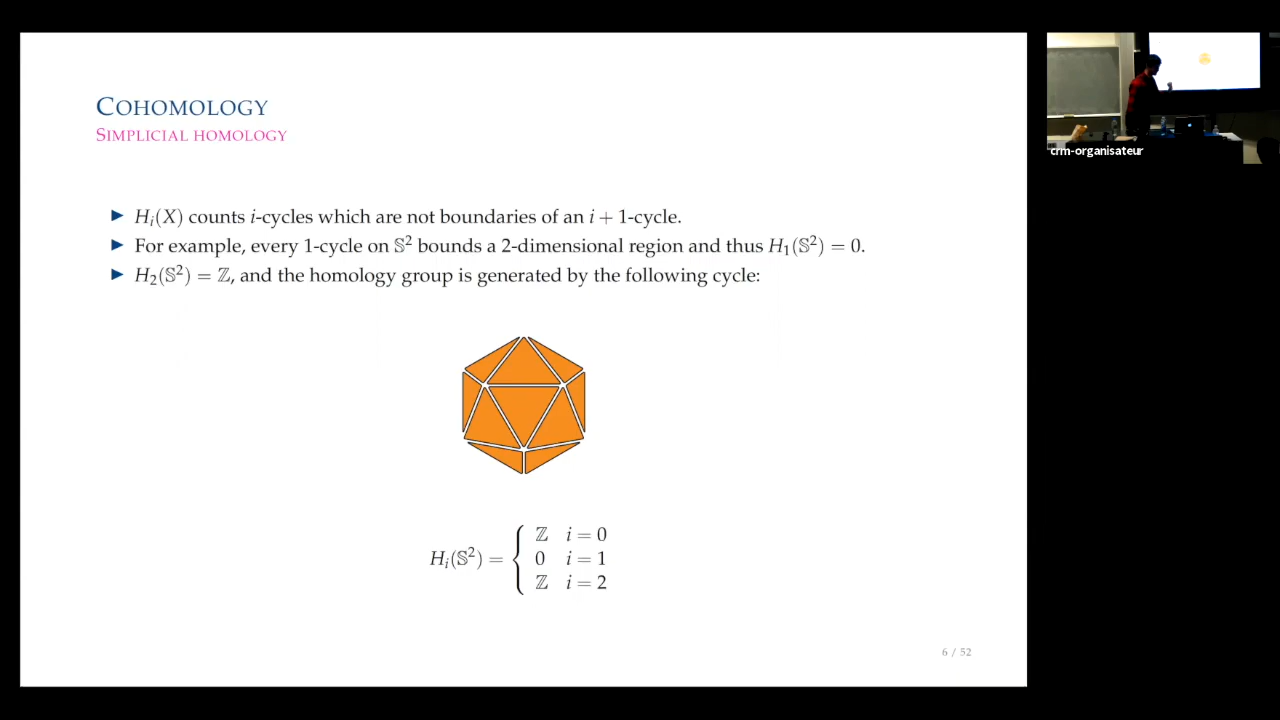 COHOMOLOGY
SIMPLICIAL HOMOLOGY
▶ Hᵢ(X) counts i-cycles which are not boundaries of an i + 1-cycle.
▶ For example, every 1-cycle on 𝕊² bounds a 2-dimensional region and thus H₁(𝕊²) = 0.
▶ H₂(𝕊²) = ℤ, and the homology group is generated by the following cycle:
Hᵢ(𝕊²) = {
ℤ i = 0
0 i = 1
ℤ i = 2
6 / 52
crm-organisateur